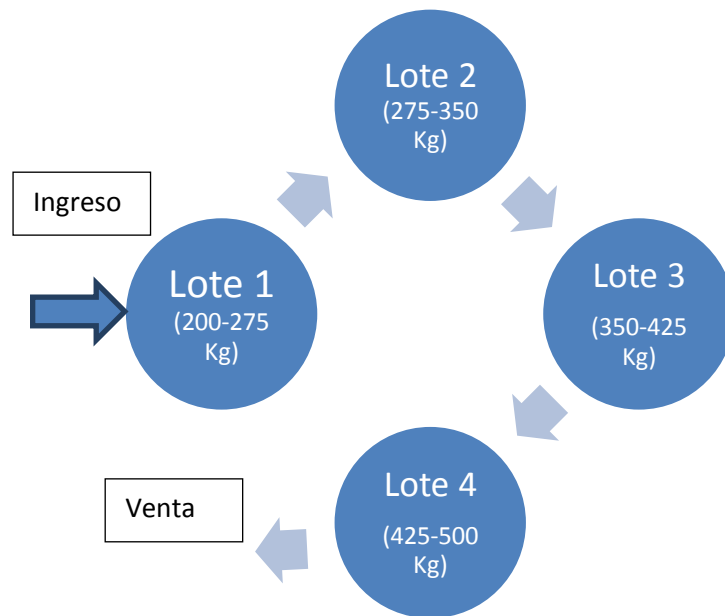 Ingreso
Lote 1
(200-275
Kg)
Lote 2
(275-350
Kg)
Lote 3
(350-425
Kg)
Lote 4
(425-500
Kg)
Venta